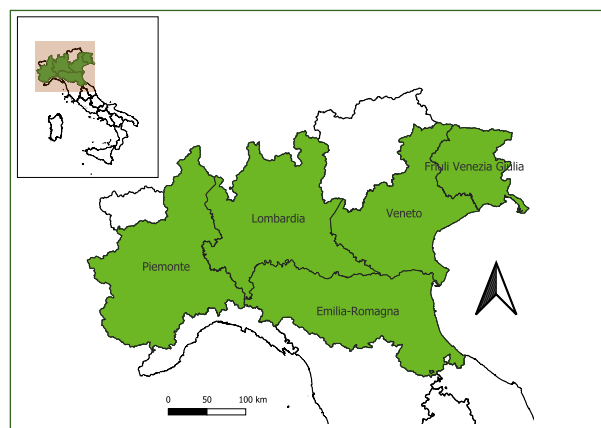 Friuli Venezia Giulia
Veneto
Lombardia
Piemonte
Emilia-Romagna
0 50 100 km